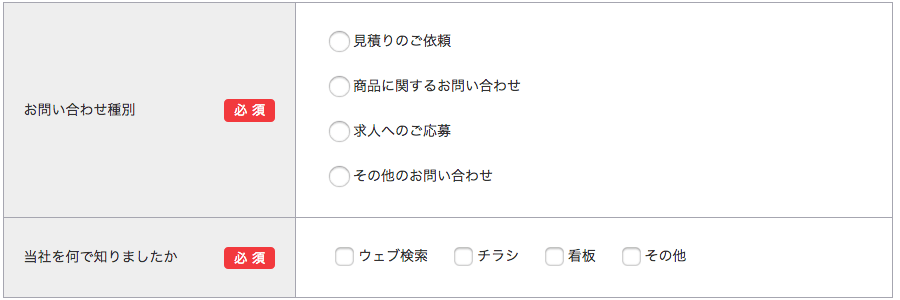 お問い合わせ種別 必須
見積りのご依頼
商品に関するお問い合わせ
求人へのご応募
その他のお問い合わせ
当社を何で知りましたか 必須
ウェブ検索 チラシ 看板 その他